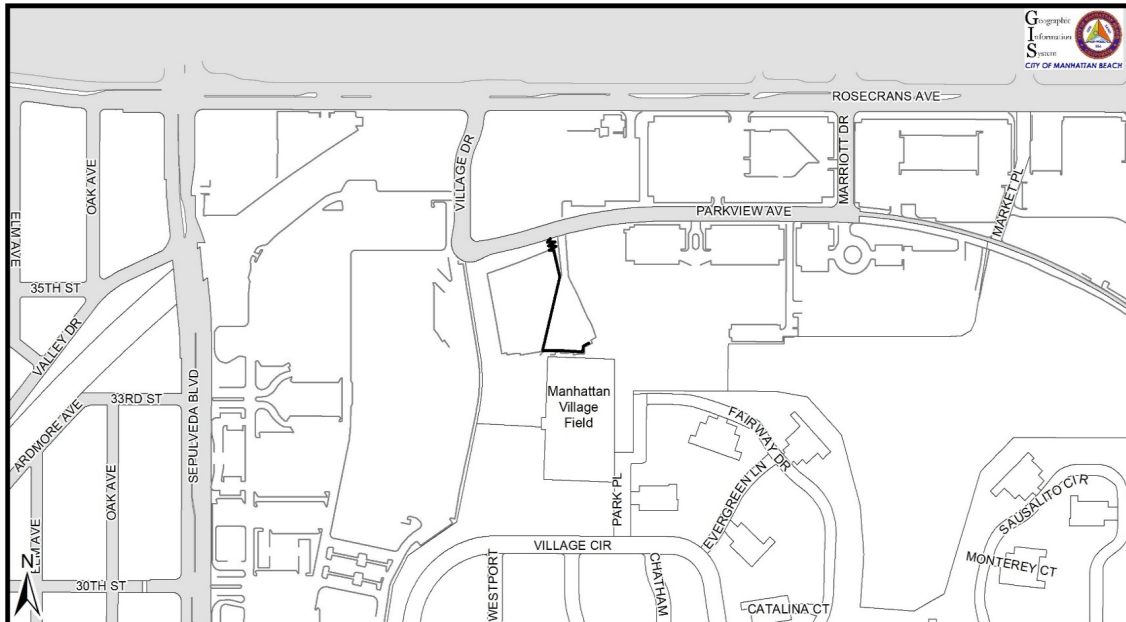 Geographic
Information
System
CITY OF MANHATTAN BEACH
ROSECRANS AVE
OAK AVE
VILLAGE DR
MARRIOTT DR
MARKET PL
ELM AVE
PARKVIEW AVE
35TH ST
VALLEY DR
33RD ST
ARDMORE AVE
SEPULVEDA BLVD
Manhattan
Village
Field
FAIRWAY DR
EVERGREEN LN
PARK PL
SAUSALITO CIR
OAK AVE
ELM AVE
VILLAGE CIR
MONTEREY CT
N
30TH ST
WESTPORT
CHATHAM
CATALINA CT